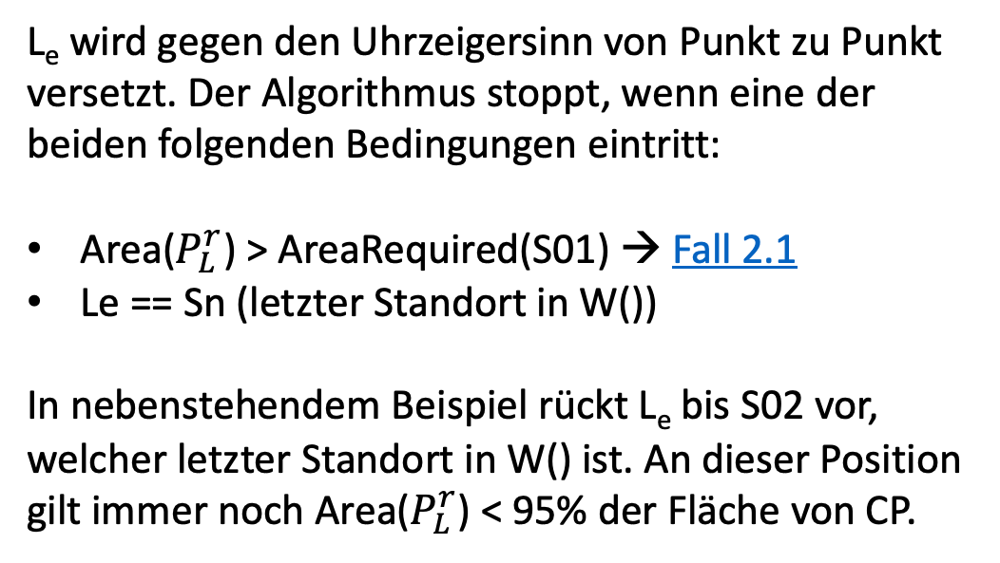 Lₑ wird gegen den Uhrzeigersinn von Punkt zu Punkt
versetzt. Der Algorithmus stoppt, wenn eine der
beiden folgenden Bedingungen eintritt:
• Area(P_L^r) > AreaRequired(S01) → Fall 2.1
• Le == Sn (letzter Standort in W())
In nebenstehendem Beispiel rückt Lₑ bis S02 vor,
welcher letzter Standort in W() ist. An dieser Position
gilt immer noch Area(P_L^r) < 95% der Fläche von CP.